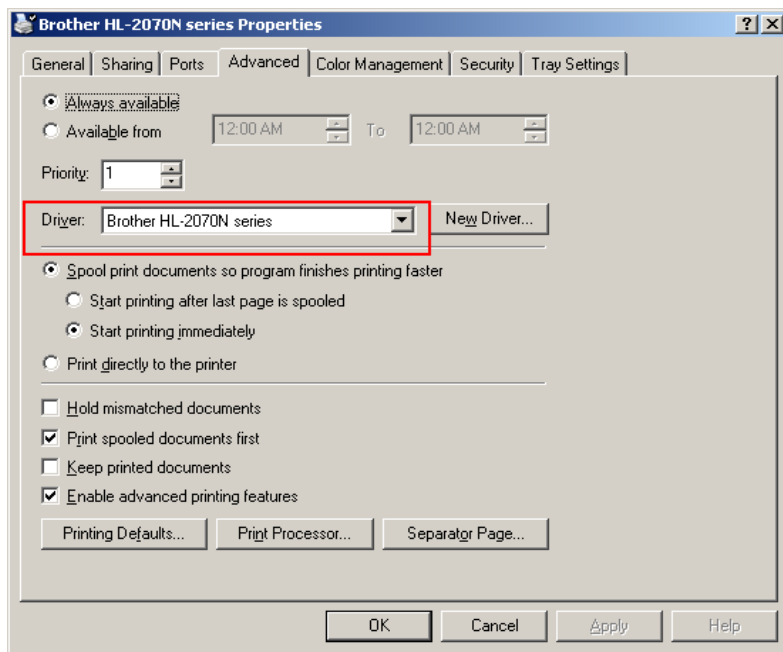 Brother HL-2070N series Properties
General Sharing Ports Advanced Color Management Security Tray Settings
Always available
Available from 12:00 AM To 12:00 AM
Priority: 1
Driver: Brother HL-2070N series New Driver...
Spool print documents so program finishes printing faster
Start printing after last page is spooled
Start printing immediately
Print directly to the printer
Hold mismatched documents
Print spooled documents first
Keep printed documents
Enable advanced printing features
Printing Defaults... Print Processor... Separator Page...
OK Cancel Apply Help